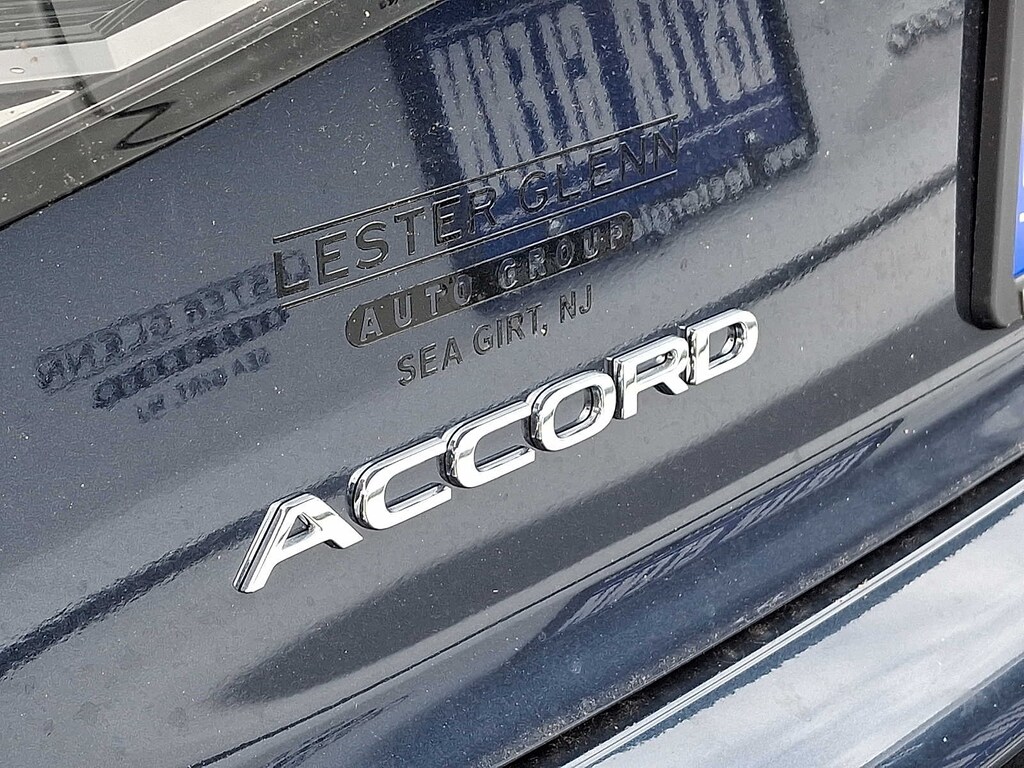 LESTER GLENN
AUTO GROUP
SEA GIRT, NJ
ACCORD